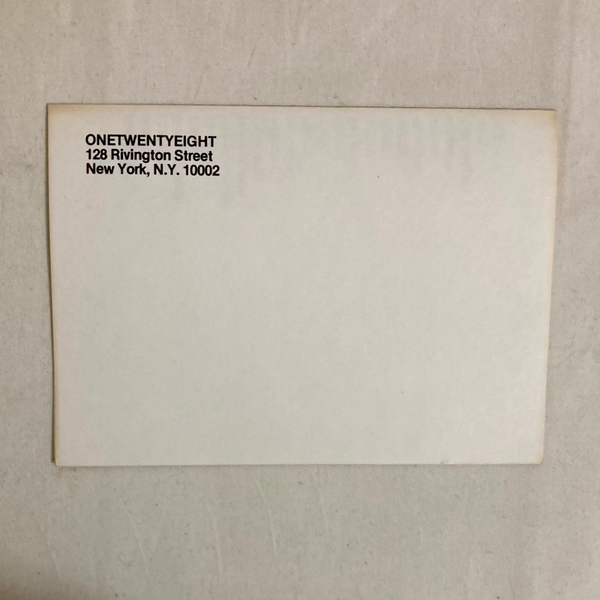 ONETWENTYEIGHT
128 Rivington Street
New York, N.Y. 10002